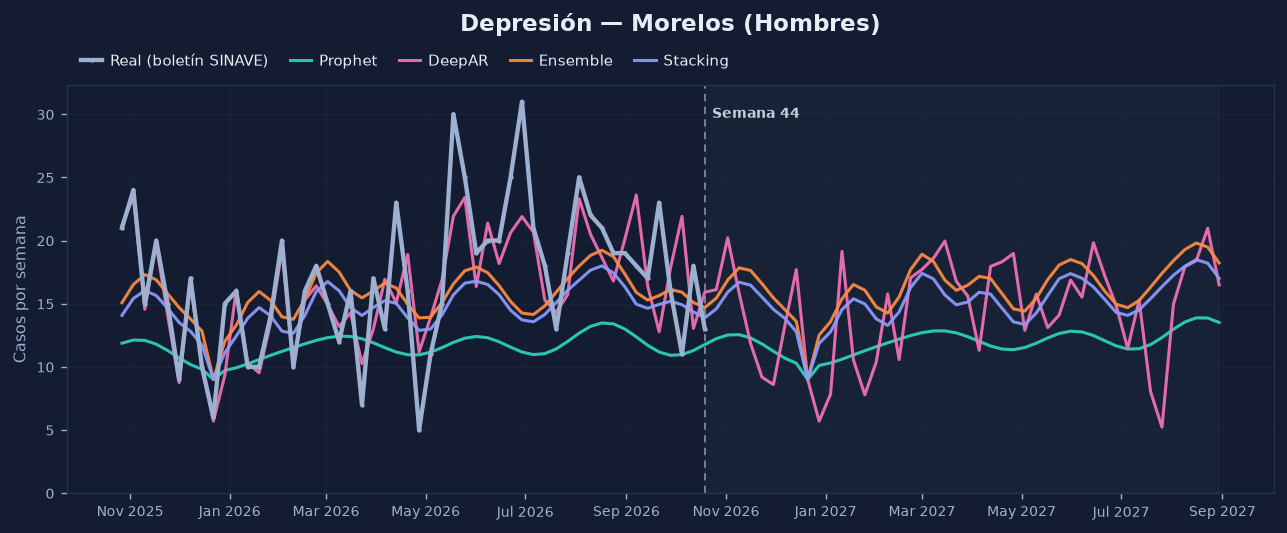 Depresión — Morelos (Hombres)
Real (boletín SINAVE) Prophet DeepAR Ensemble Stacking
Semana 44
Casos por semana
30
25
20
15
10
5
0
Nov 2025 Jan 2026 Mar 2026 May 2026 Jul 2026 Sep 2026 Nov 2026 Jan 2027 Mar 2027 May 2027 Jul 2027 Sep 2027